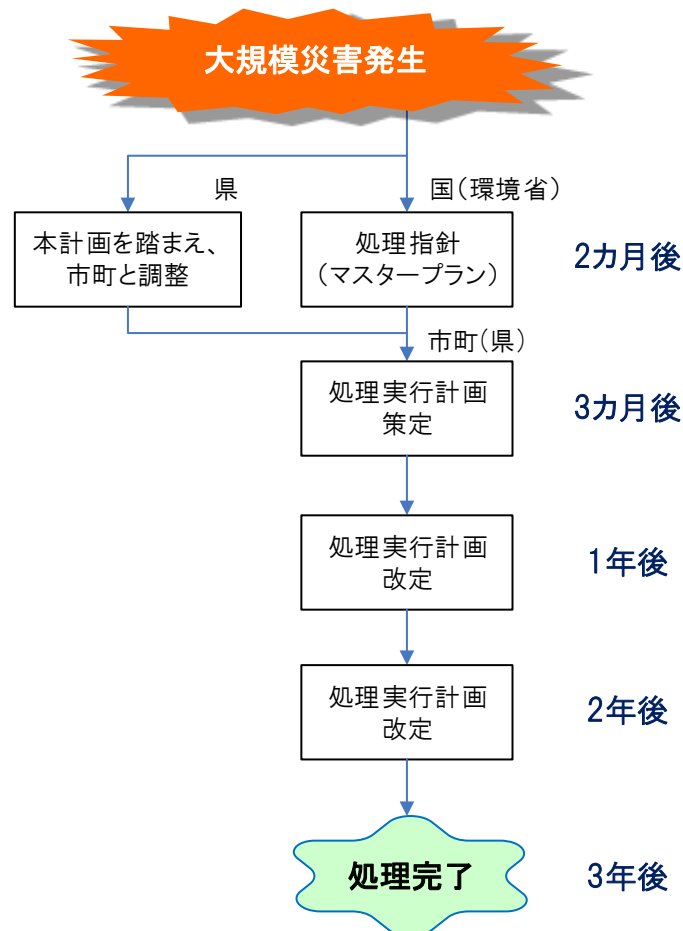 大規模災害発生
県
国（環境省）
本計画を踏まえ、
市町と調整
処理指針
（マスタープラン）
2カ月後
市町（県）
処理実行計画
策定
3カ月後
処理実行計画
改定
1年後
処理実行計画
改定
2年後
処理完了
3年後